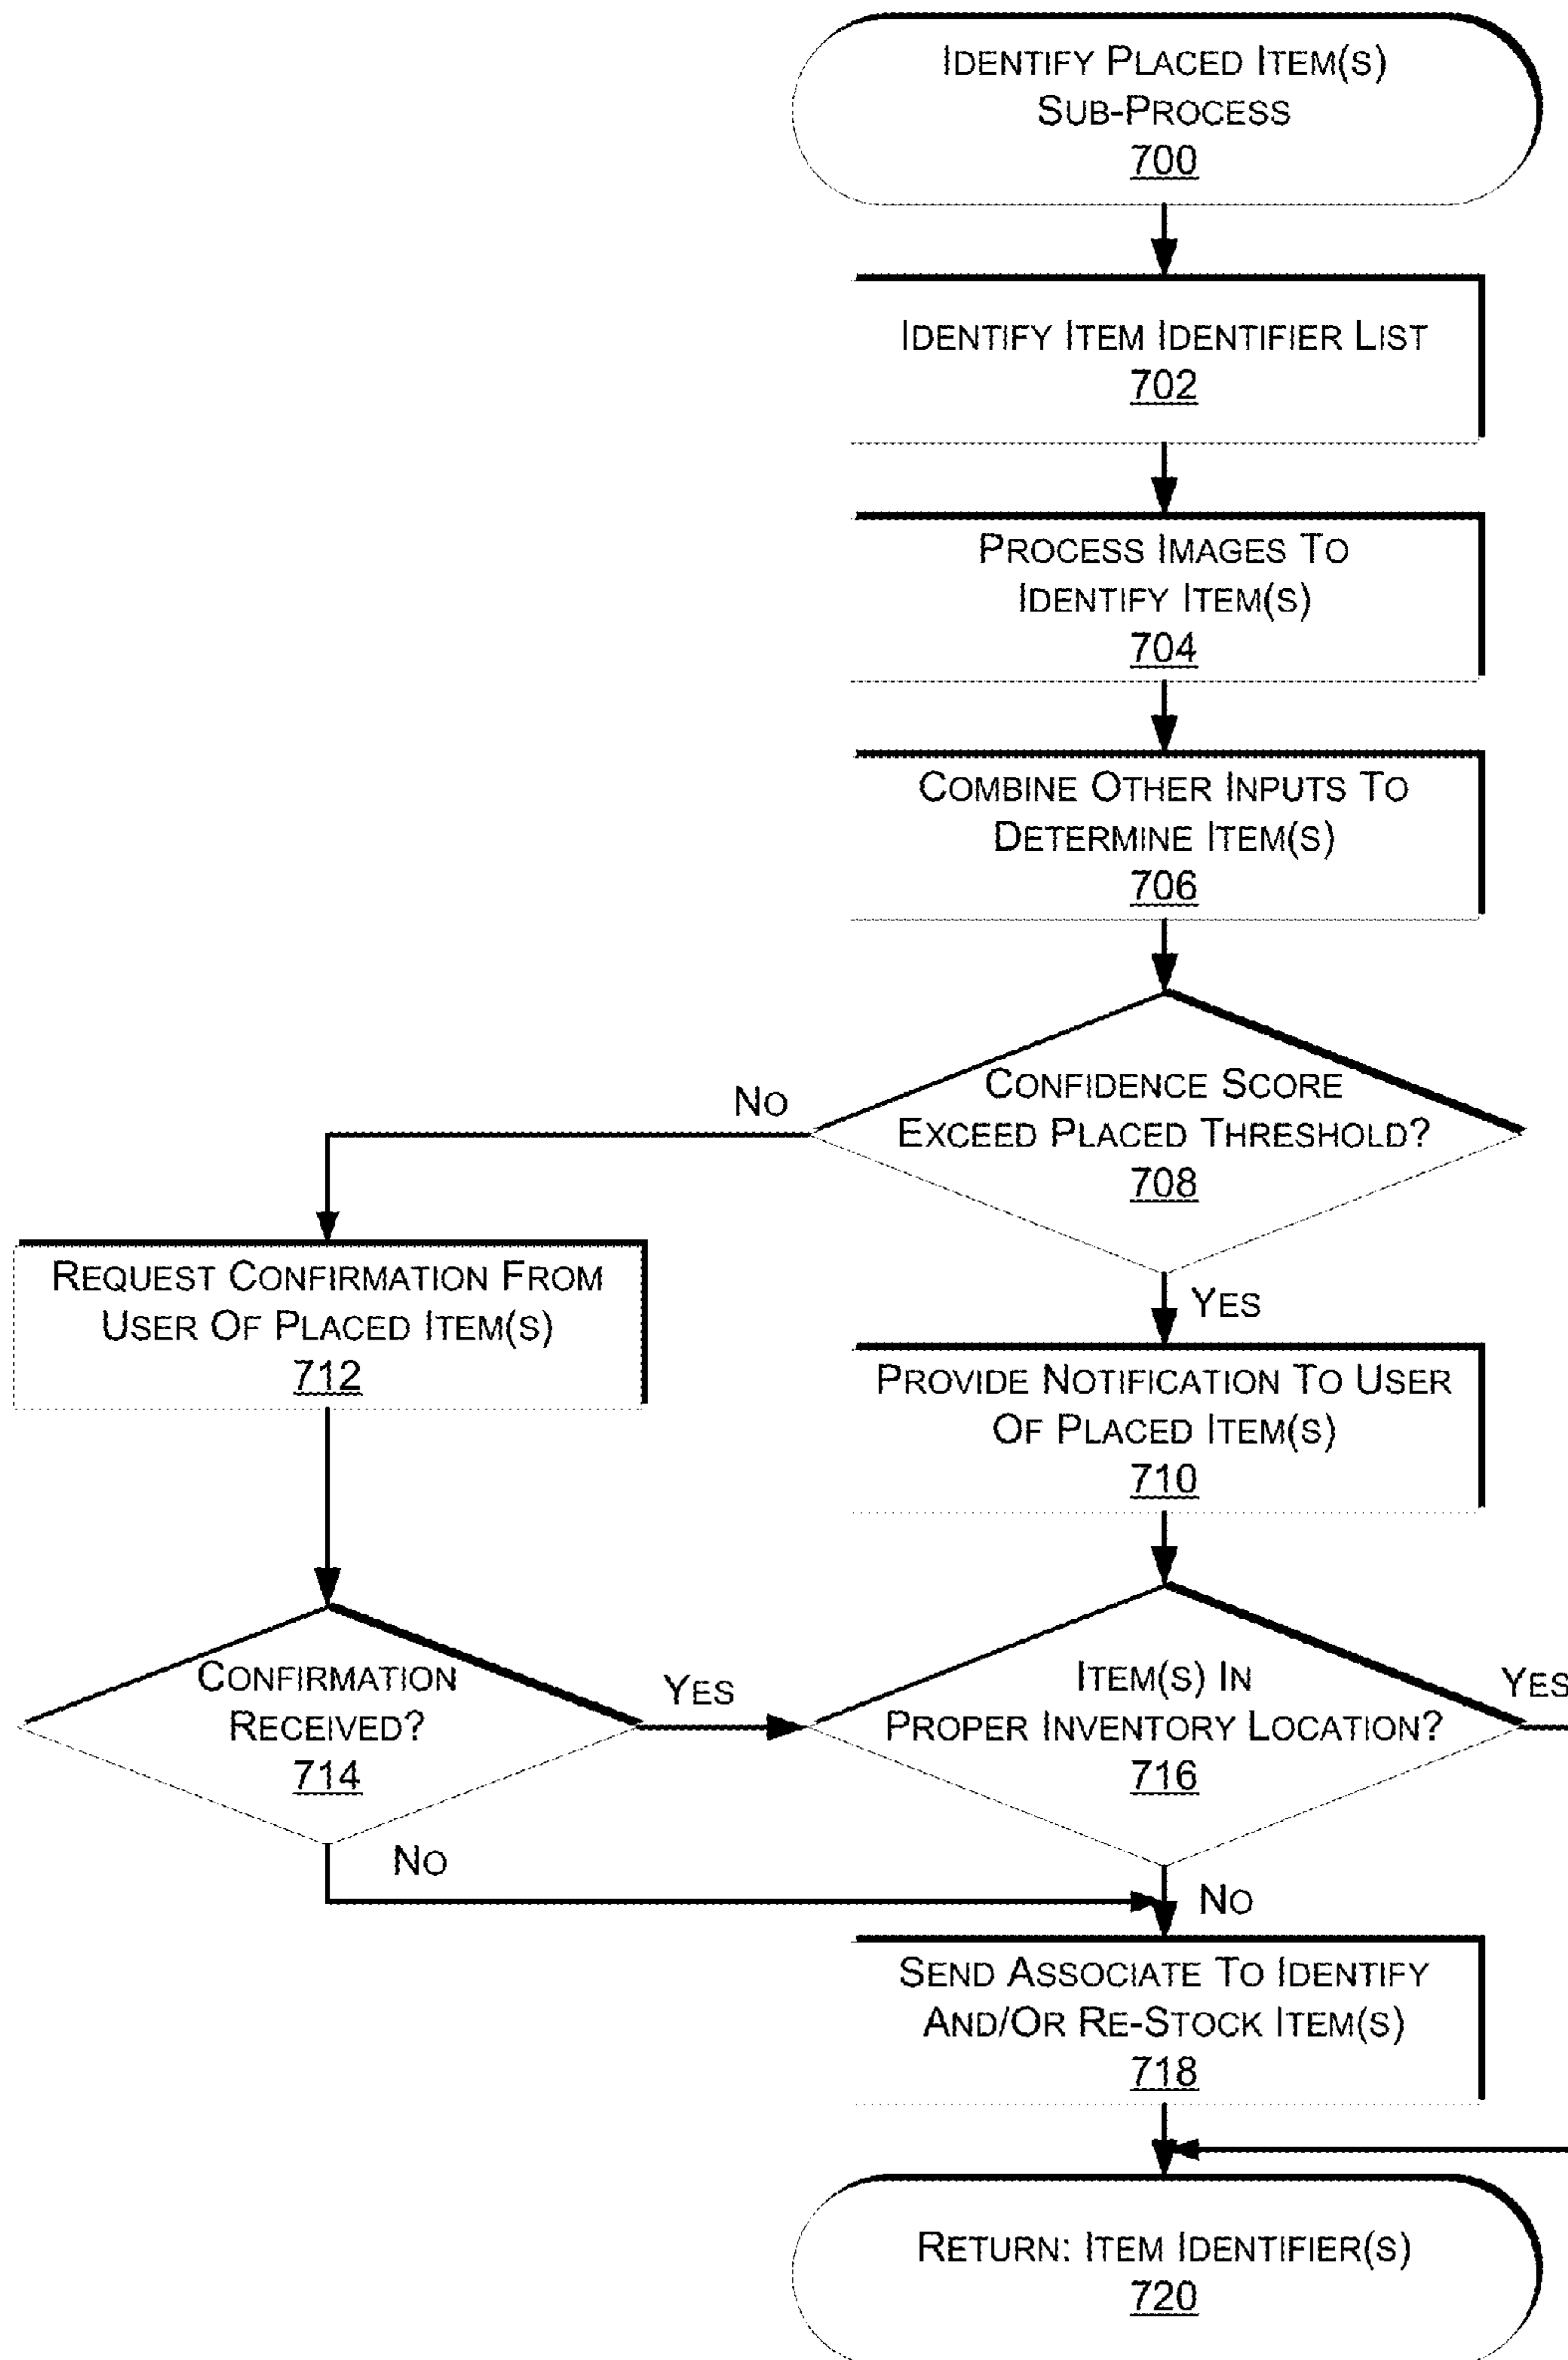 IDENTIFY PLACED ITEM(S)
SUB-PROCESS
700
IDENTIFY ITEM IDENTIFIER LIST
702
PROCESS IMAGES TO
IDENTIFY ITEM(S)
704
COMBINE OTHER INPUTS TO
DETERMINE ITEM(S)
706
CONFIDENCE SCORE
EXCEED PLACED THRESHOLD?
708
NO
YES
REQUEST CONFIRMATION FROM
USER OF PLACED ITEM(S)
712
PROVIDE NOTIFICATION TO USER
OF PLACED ITEM(S)
710
CONFIRMATION
RECEIVED?
714
YES
NO
ITEM(S) IN
PROPER INVENTORY LOCATION?
716
YES
NO
SEND ASSOCIATE TO IDENTIFY
AND/OR RE-STOCK ITEM(S)
718
RETURN: ITEM IDENTIFIER(S)
720